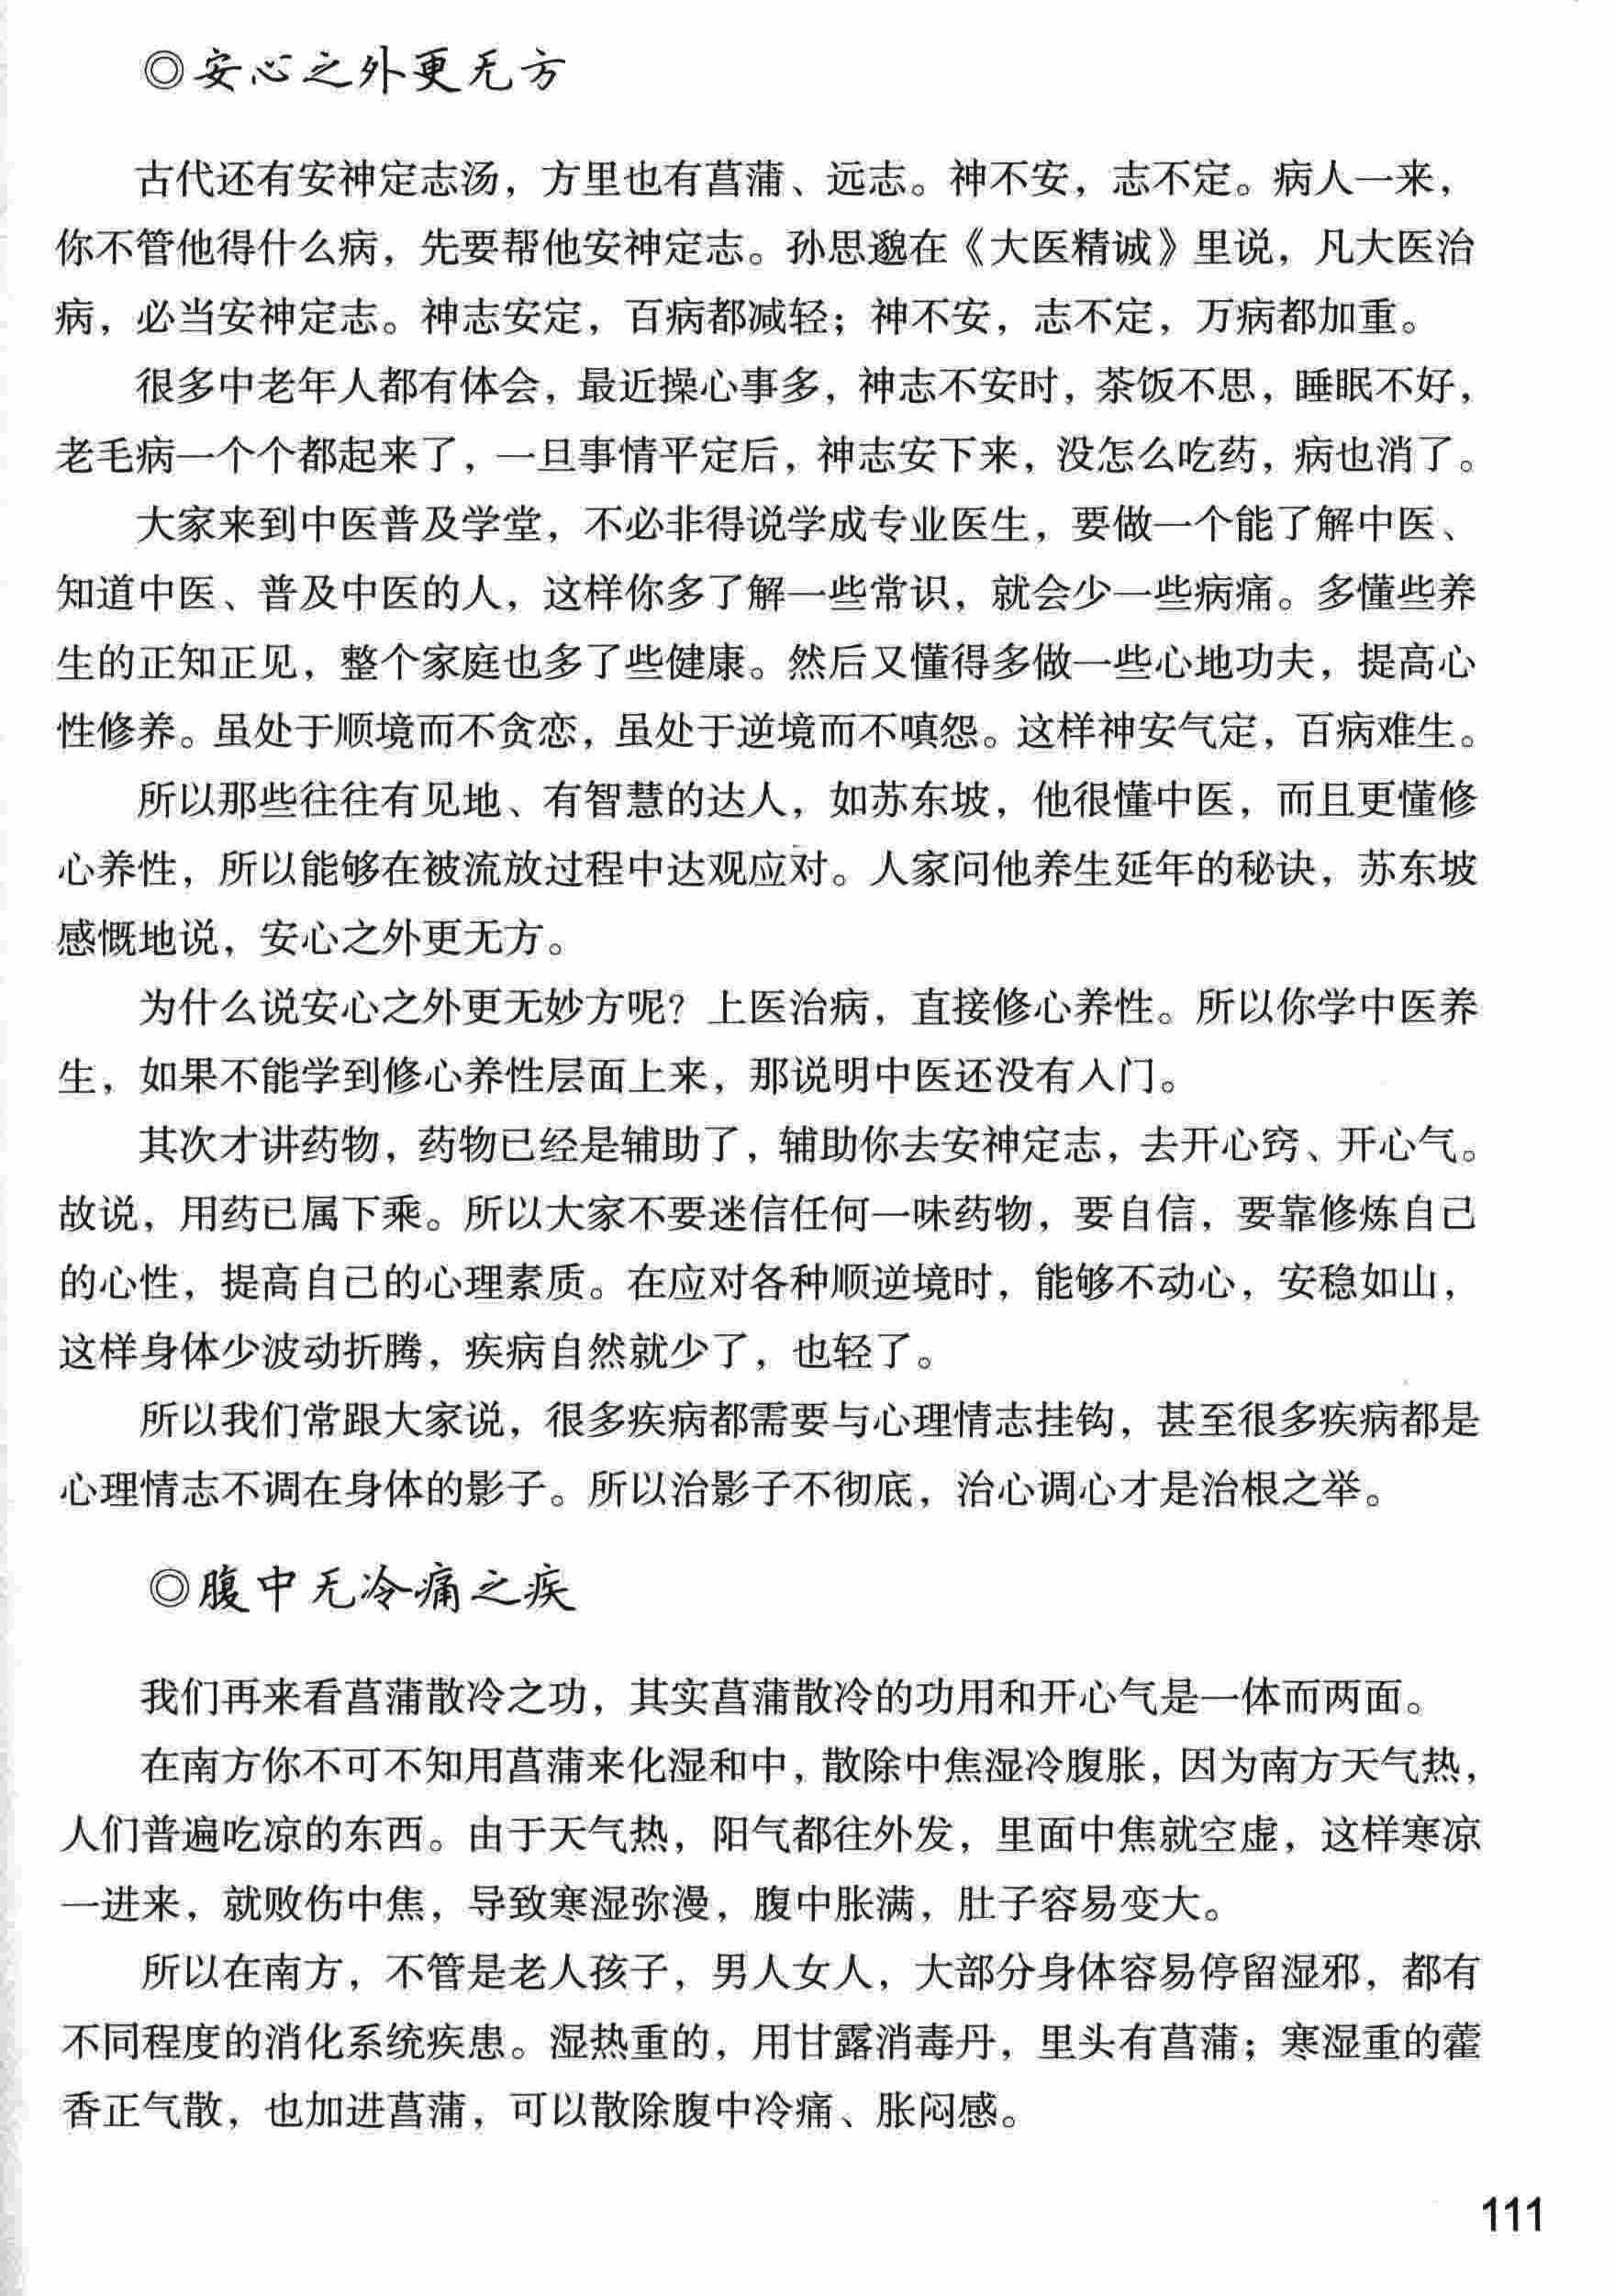 ◎安心之外更无方
古代还有安神定志汤，方里也有菖蒲、远志。神不安，志不定。病人一来，
你不管他得什么病，先要帮他安神定志。孙思邈在《大医精诚》里说，凡大医治
病，必当安神定志。神志安定，百病都减轻；神不安，志不定，万病都加重。
很多中老年人都有体会，最近操心事多，神志不安时，茶饭不思，睡眠不好，
老毛病一个个都起来了，一旦事情平定后，神志安下来，没怎么吃药，病也消了。
大家来到中医普及学堂，不必非得说学成专业医生，要做一个能了解中医、
知道中医、普及中医的人，这样你多了解一些常识，就会少一些病痛。多懂些养
生的正知正见，整个家庭也多了些健康。然后又懂得多做一些心地功夫，提高心
性修养。虽处于顺境而不贪恋，虽处于逆境而不嗔怨。这样神安气定，百病难生。
所以那些往往有见地、有智慧的达人，如苏东坡，他很懂中医，而且更懂修
心养性，所以能够在被流放过程中达观应对。人家问他养生延年的秘诀，苏东坡
感慨地说，安心之外更无方。
为什么说安心之外更无妙方呢？上医治病，直接修心养性。所以你学中医养
生，如果不能学到修心养性层面上来，那说明中医还没有入门。
其次才讲药物，药物已经是辅助了，辅助你去安神定志，去开心窍、开心气。
故说，用药已属下乘。所以大家不要迷信任何一味药物，要自信，要靠修炼自己
的心性，提高自己的心理素质。在应对各种顺逆境时，能够不动心，安稳如山，
这样身体少波动折腾，疾病自然就少了，也轻了。
所以我们常跟大家说，很多疾病都需要与心理情志挂钩，甚至很多疾病都是
心理情志不调在身体的影子。所以治影子不彻底，治心调心才是治根之举。
◎腹中无冷痛之疾
我们再来看菖蒲散冷之功，其实菖蒲散冷的功用和开心气是一体而两面。
在南方你不可不知用菖蒲来化湿和中，散除中焦湿冷腹胀，因为南方天气热，
人们普遍吃凉的东西。由于天气热，阳气都往外发，里面中焦就空虚，这样寒凉
一进来，就败伤中焦，导致寒湿弥漫，腹中胀满，肚子容易变大。
所以在南方，不管是老人孩子，男人女人，大部分身体容易停留湿邪，都有
不同程度的消化系统疾患。湿热重的，用甘露消毒丹，里头有菖蒲；寒湿重的藿
香正气散，也加进菖蒲，可以散除腹中冷痛、胀闷感。
111